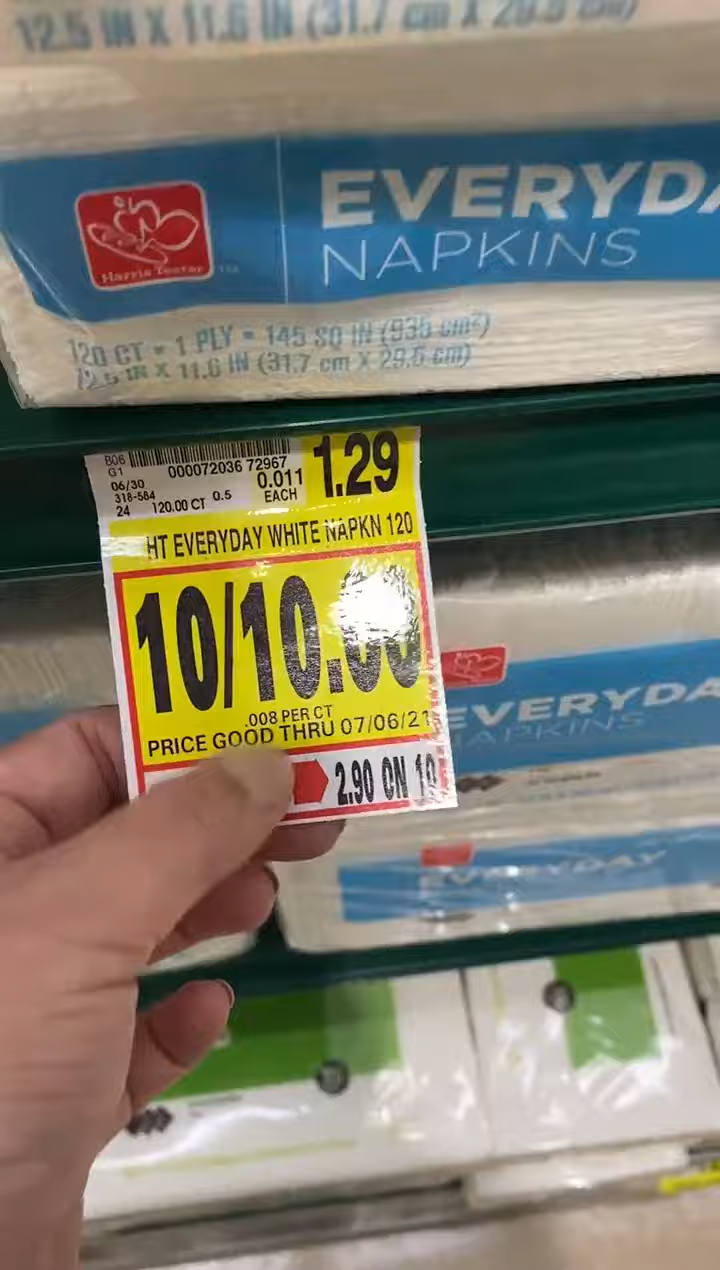 12.5 IN X 11.6 IN (31.7 cm X 29.5 cm)
EVERYDA
NAPKINS
Harris Teeter
120 CT • 1 PLY • 145 SQ IN (935 cm²)
12.5 IN X 11.6 IN (31.7 cm X 29.5 cm)
B06
G1
000072036 72967
1.29
06/30
0.011
318-584
EACH
24 120.00 CT 0.5
HT EVERYDAY WHITE NAPKN 120
10/10.00
.008 PER CT
PRICE GOOD THRU 07/06/21
2.90 ON 10
EVERYDA
NAPKINS
EVERYDAY